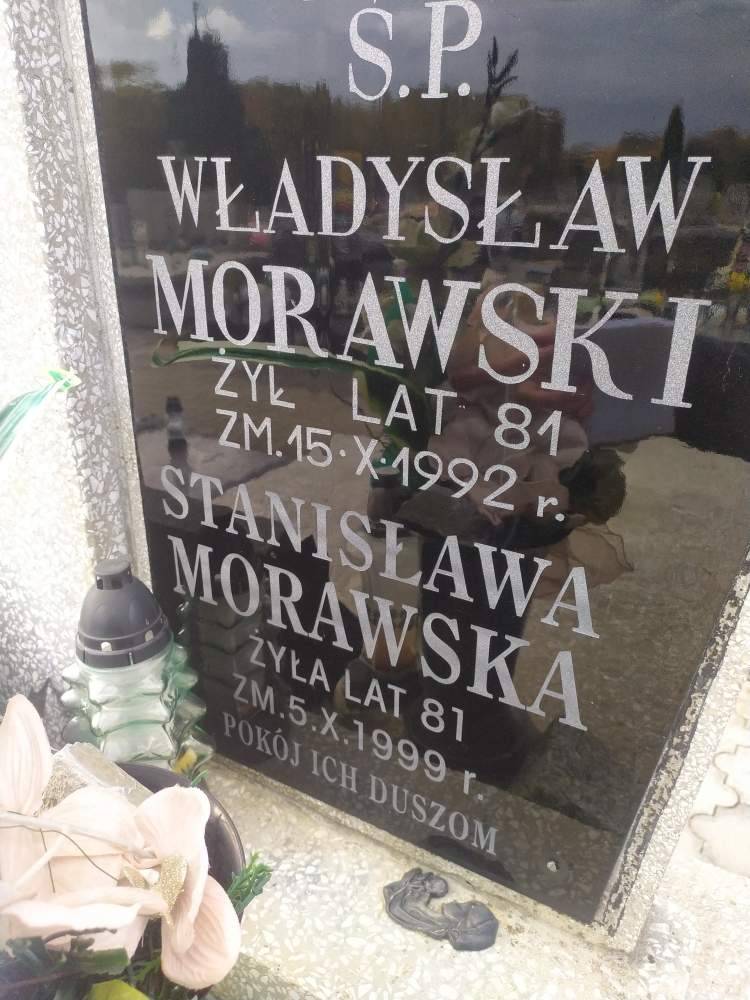 Ś.P.
WŁADYSŁAW
MORAWSKI
ŻYŁ LAT 81
ZM.15.X.1992 r.
STANISŁAWA
MORAWSKA
ŻYŁA LAT 81
ZM.5.X.1999 r.
POKÓJ ICH DUSZOM